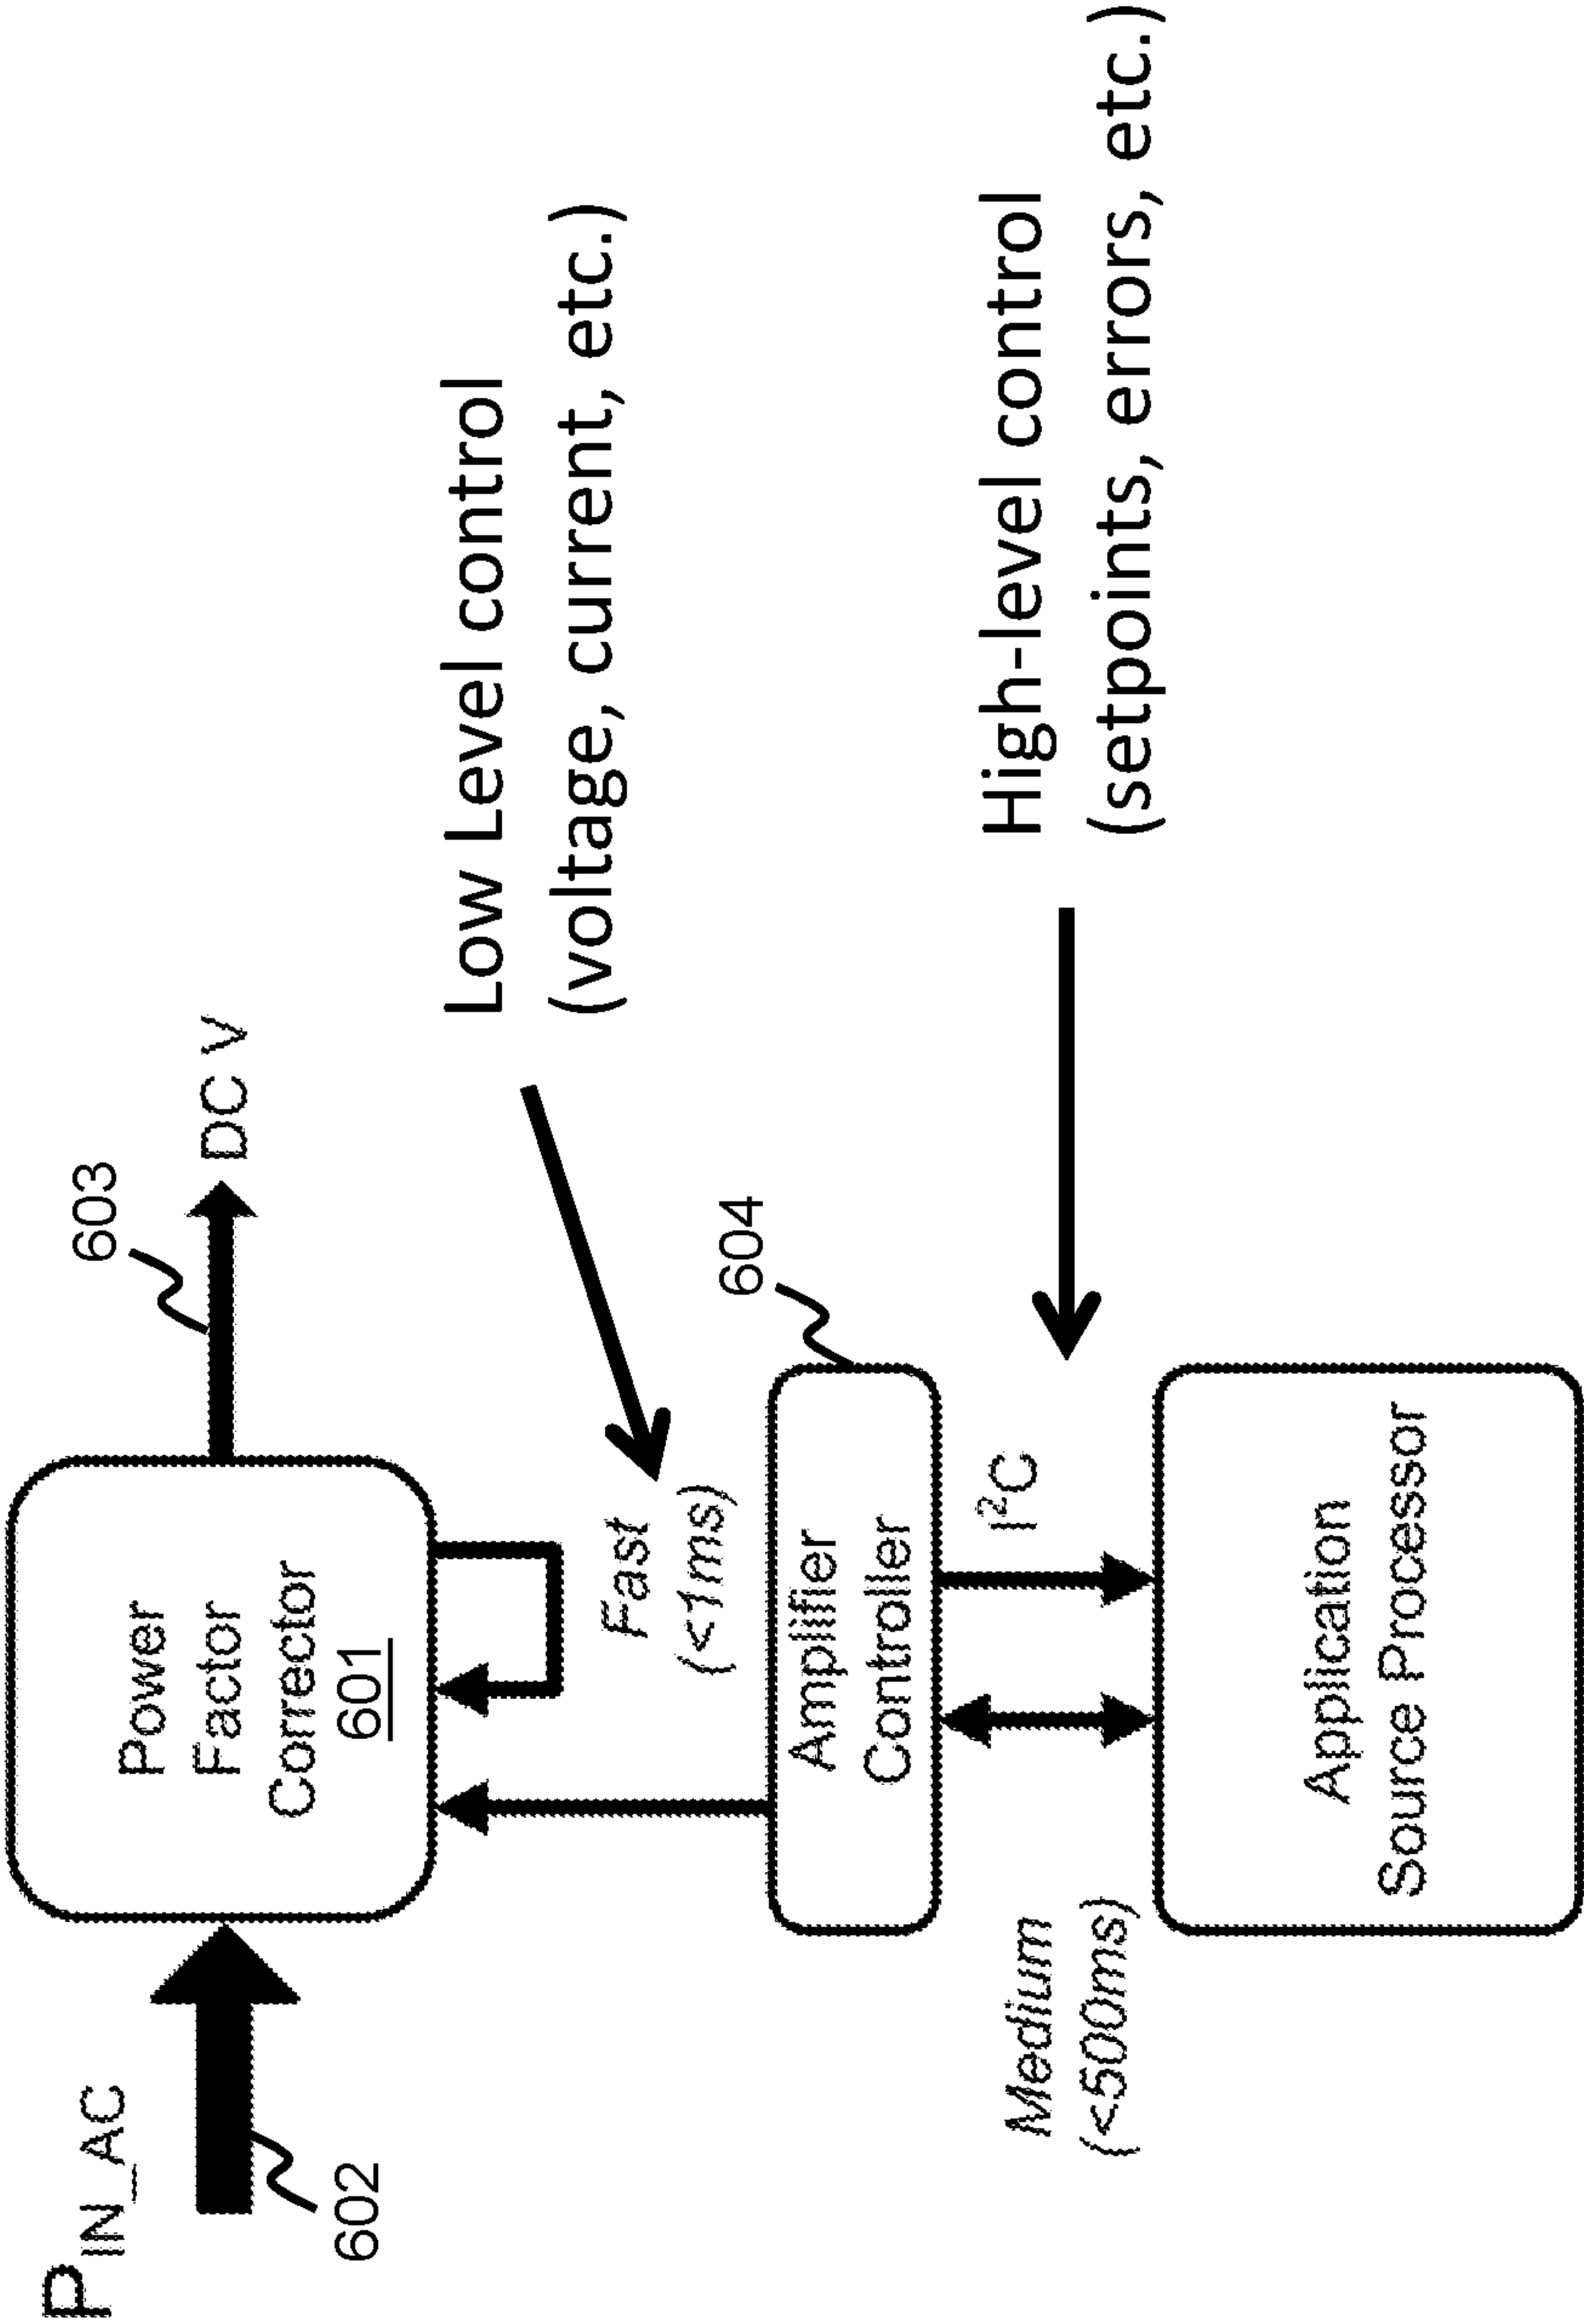 P_IN_AC
602
Power
Factor
Corrector
601
603
DC V
Low Level control
(voltage, current, etc.)
Fast
(<1ms)
604
Amplifier
Controller
Medium
(<500ms)
I²C
High-level control
(setpoints, errors, etc.)
Application
Source Processor